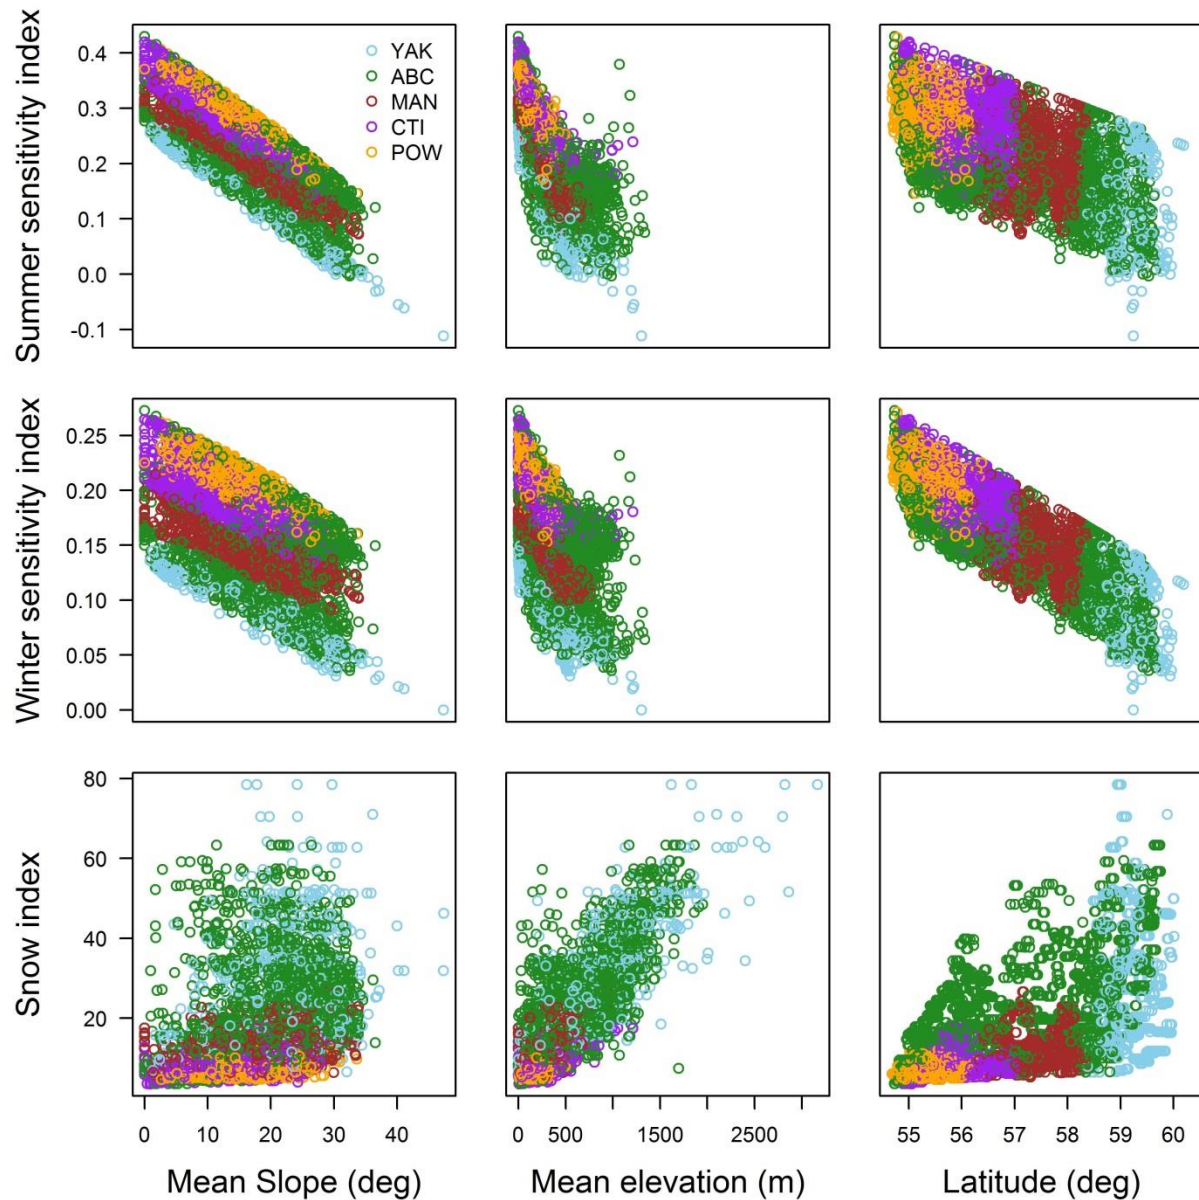 Summer sensitivity index
0.4
0.3
0.2
0.1
0.0
-0.1
YAK
ABC
MAN
CTI
POW
Winter sensitivity index
0.25
0.20
0.15
0.10
0.05
0.00
Snow index
80
60
40
20
0 10 20 30 40
0 500 1500 2500
55 56 57 58 59 60
Mean Slope (deg)
Mean elevation (m)
Latitude (deg)